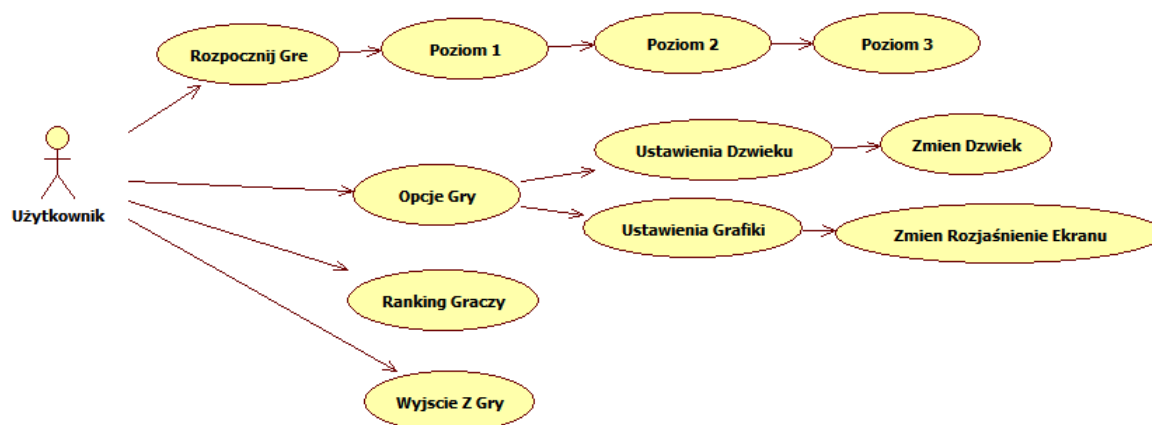 Rozpocznij Gre
Poziom 1
Poziom 2
Poziom 3
Użytkownik
Opcje Gry
Ustawienia Dzwieku
Zmien Dzwiek
Ustawienia Grafiki
Zmien Rozjaśnienie Ekranu
Ranking Graczy
Wyjscie Z Gry